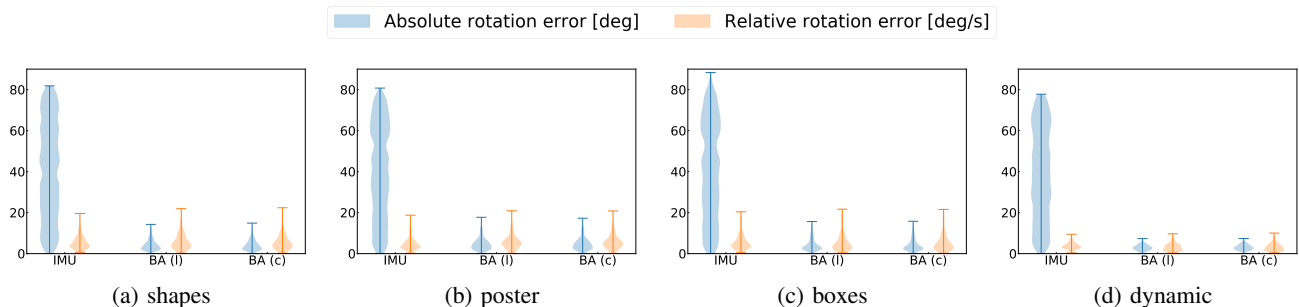 Absolute rotation error [deg] Relative rotation error [deg/s]
80 60 40 20 0
IMU BA (l) BA (c)
(a) shapes
80 60 40 20 0
IMU BA (l) BA (c)
(b) poster
80 60 40 20 0
IMU BA (l) BA (c)
(c) boxes
80 60 40 20 0
IMU BA (l) BA (c)
(d) dynamic